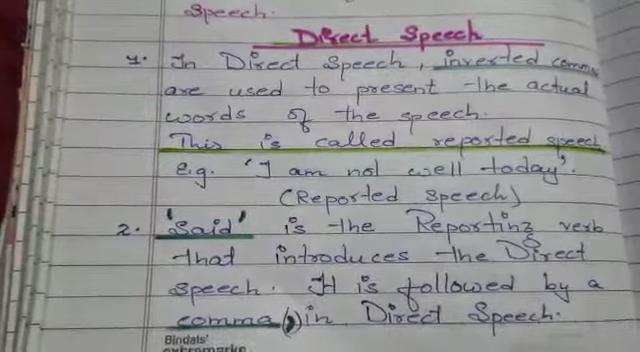 Speech.
Direct Speech
1. In Direct Speech, inverted comma
are used to present the actual
words of the speech.
This is called reported speech
e.g. 'I am not well today'.
(Reported speech)
2. 'Said' is the Reporting verb
that introduces the Direct
speech. It is followed by a
comma (,) in Direct Speech.
Bindals'
extramarke